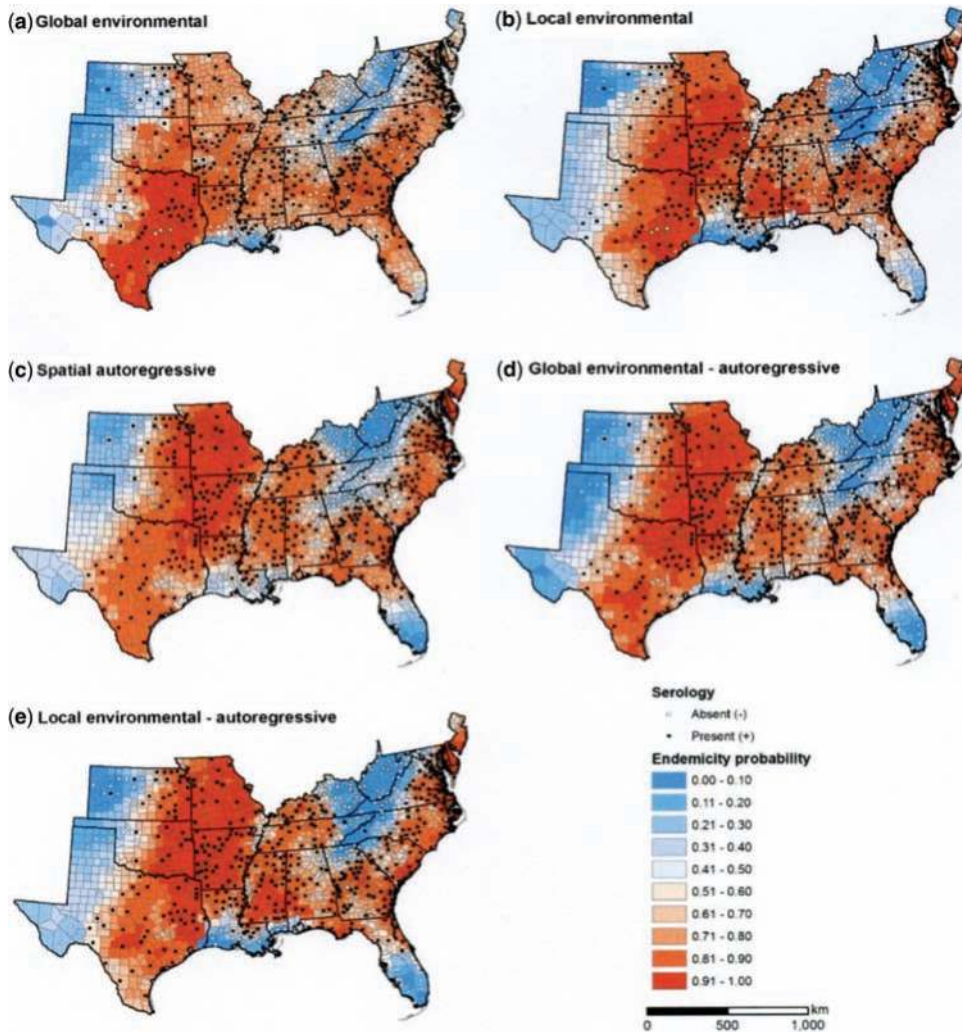 (a) Global environmental
(b) Local environmental
(c) Spatial autoregressive
(d) Global environmental - autoregressive
(e) Local environmental - autoregressive
Serology
Absent (-)
Present (+)
Endemicity probability
0.00 - 0.10
0.11 - 0.20
0.21 - 0.30
0.31 - 0.40
0.41 - 0.50
0.51 - 0.60
0.61 - 0.70
0.71 - 0.80
0.81 - 0.90
0.91 - 1.00
km
0 500 1,000